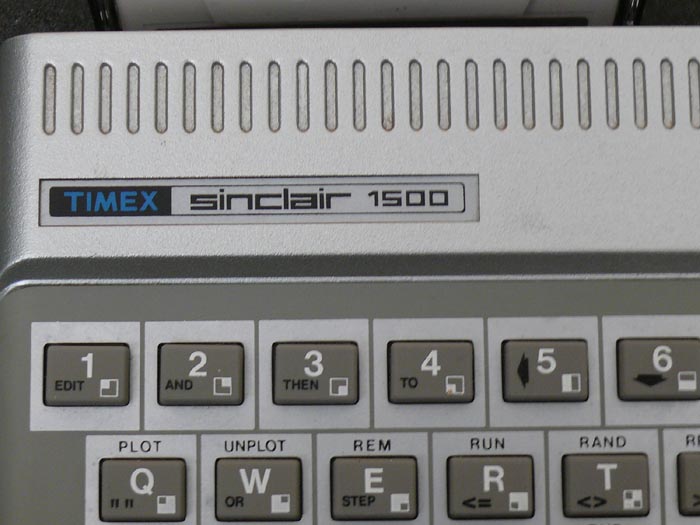 TIMEX sinclair 1500
1 2 3 4 5 6
EDIT AND THEN TO
PLOT UNPLOT REM RUN RAND
Q W E R T
"" OR STEP <= <>